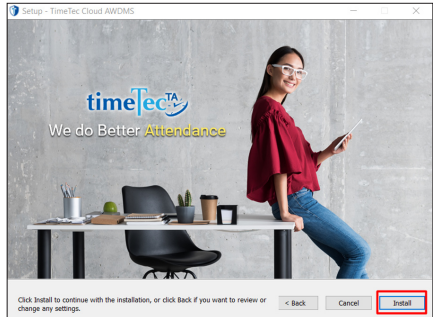 Setup - TimeTec Cloud AWDMS
timeTec TA
We do Better Attendance
Click Install to continue with the installation, or click Back if you want to review or
change any settings.
< Back
Cancel
Install